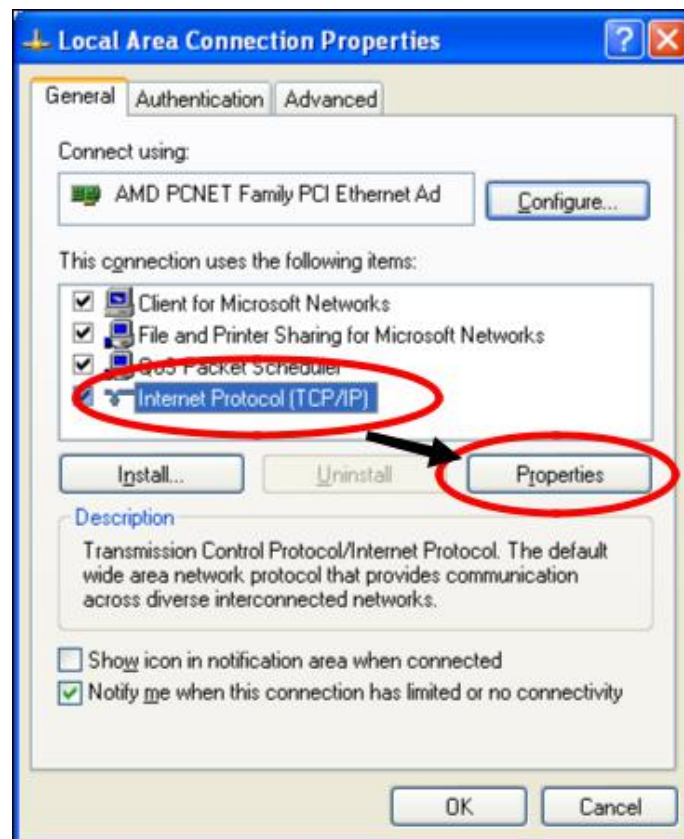 Local Area Connection Properties
General Authentication Advanced
Connect using:
AMD PCNET Family PCI Ethernet Ad
Configure...
This connection uses the following items:
Client for Microsoft Networks
File and Printer Sharing for Microsoft Networks
QoS Packet Scheduler
Internet Protocol (TCP/IP)
Install... Uninstall Properties
Description
Transmission Control Protocol/Internet Protocol. The default
wide area network protocol that provides communication
across diverse interconnected networks.
Show icon in notification area when connected
Notify me when this connection has limited or no connectivity
OK Cancel